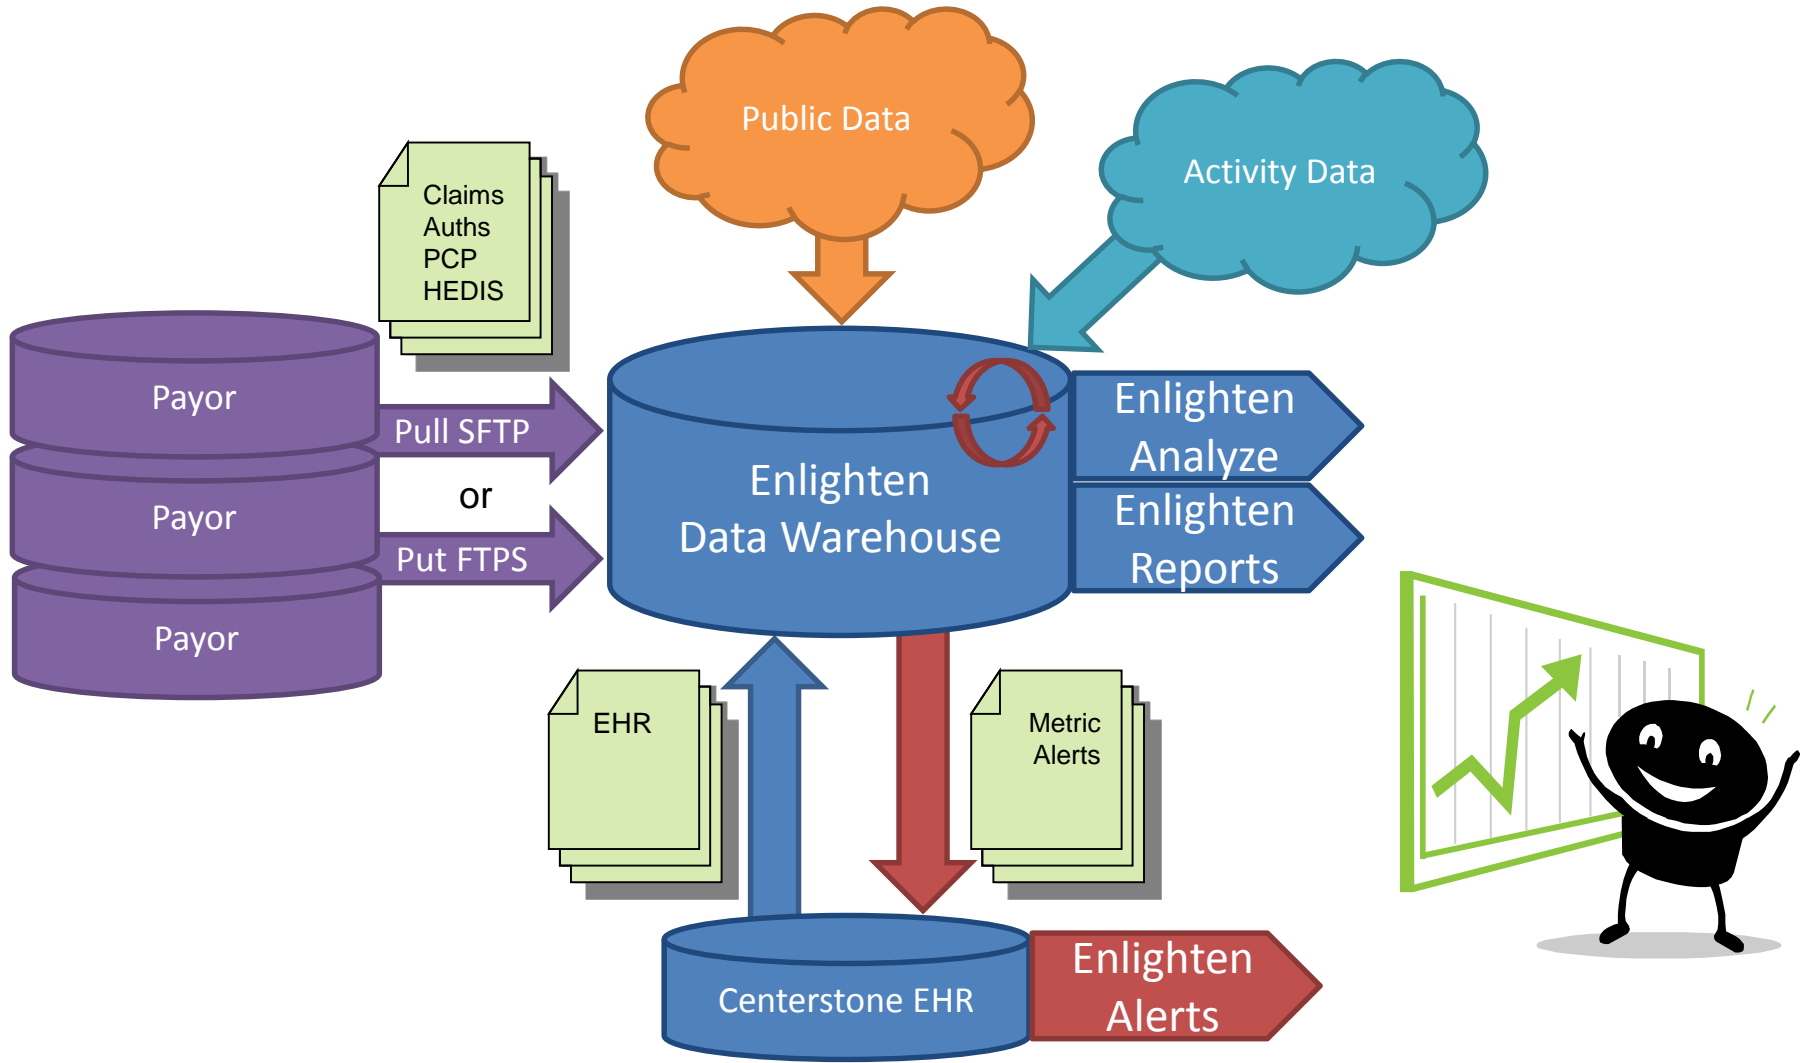 Public Data
Activity Data
Claims
Auths
PCP
HEDIS
Payor
Payor
Payor
Pull SFTP
or
Put FTPS
Enlighten
Data Warehouse
Enlighten
Analyze
Enlighten
Reports
EHR
Metric
Alerts
Centerstone EHR
Enlighten
Alerts